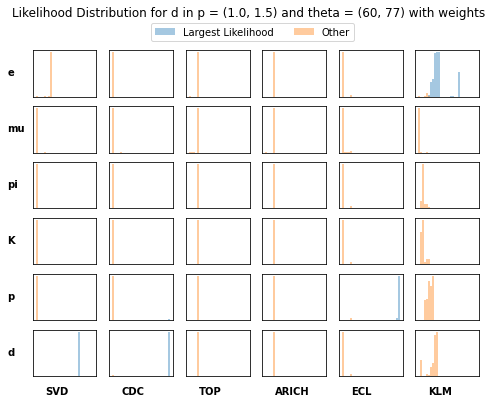 Likelihood Distribution for d in p = (1.0, 1.5) and theta = (60, 77) with weights
Largest Likelihood Other
e
mu
pi
K
p
d
SVD CDC TOP ARICH ECL KLM